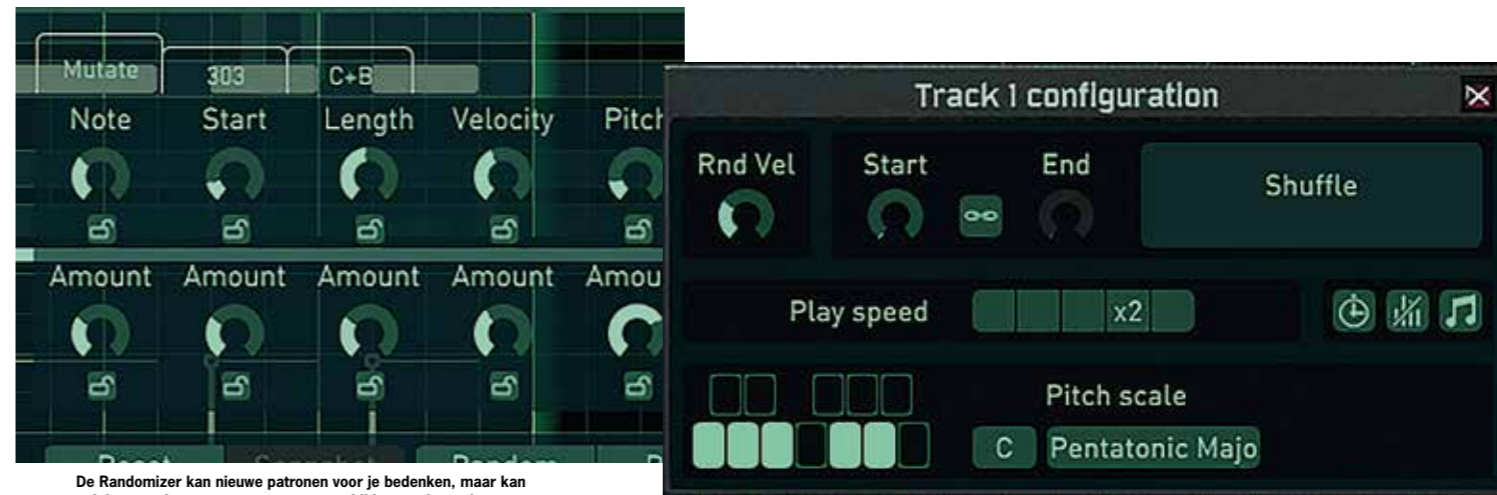 Mutate 303 C+B
Note Start Length Velocity Pitch
Amount Amount Amount Amount Amou
Random
De Randomizer kan nieuwe patronen voor je bedenken, maar kan
Track 1 configuration
Rnd Vel Start End Shuffle
Play speed x2
Pitch scale
C Pentatonic Majo